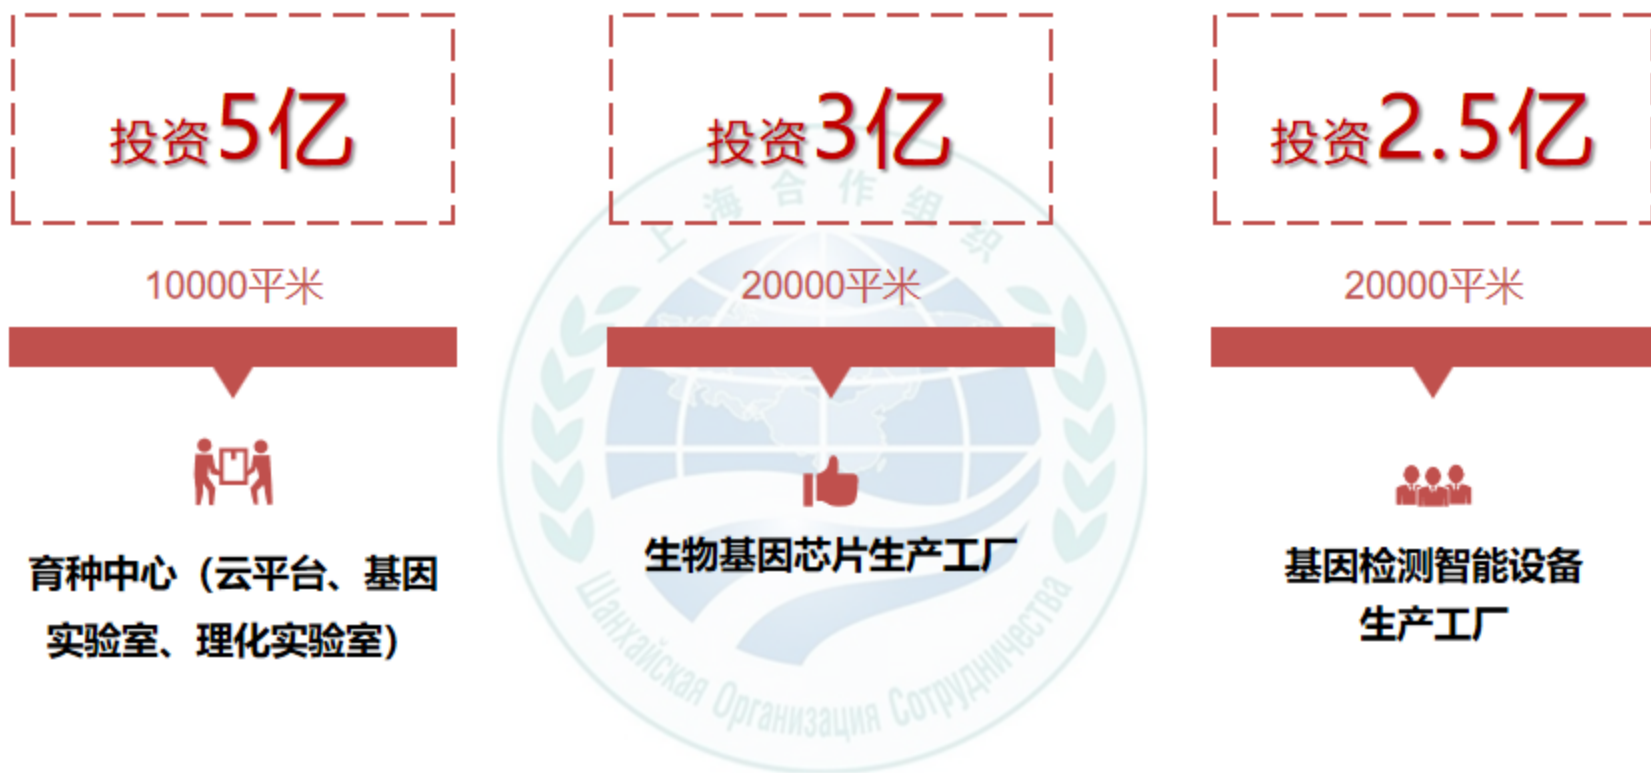 投资5亿
投资3亿
投资2.5亿
上海合作组织
10000平米
20000平米
20000平米
育种中心（云平台、基因
实验室、理化实验室）
生物基因芯片生产工厂
基因检测智能设备
生产工厂
Шанхайская Организация Сотрудничества